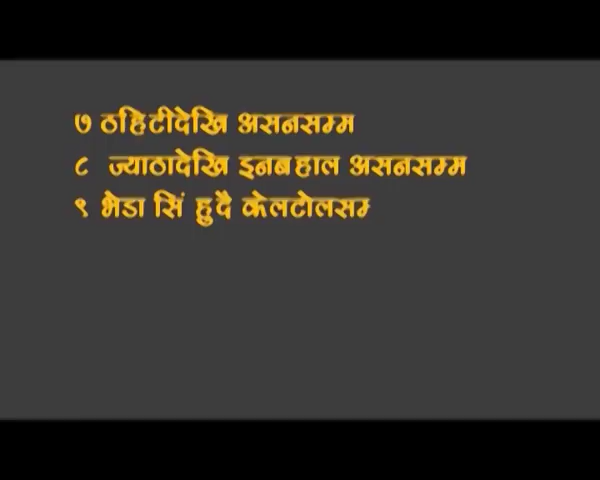 ७ ठहिटीदेखि असनसम्म
८ ज्याठादेखि इनबहाल असनसम्म
९ भेडा सिं हुदै केलटोलसम